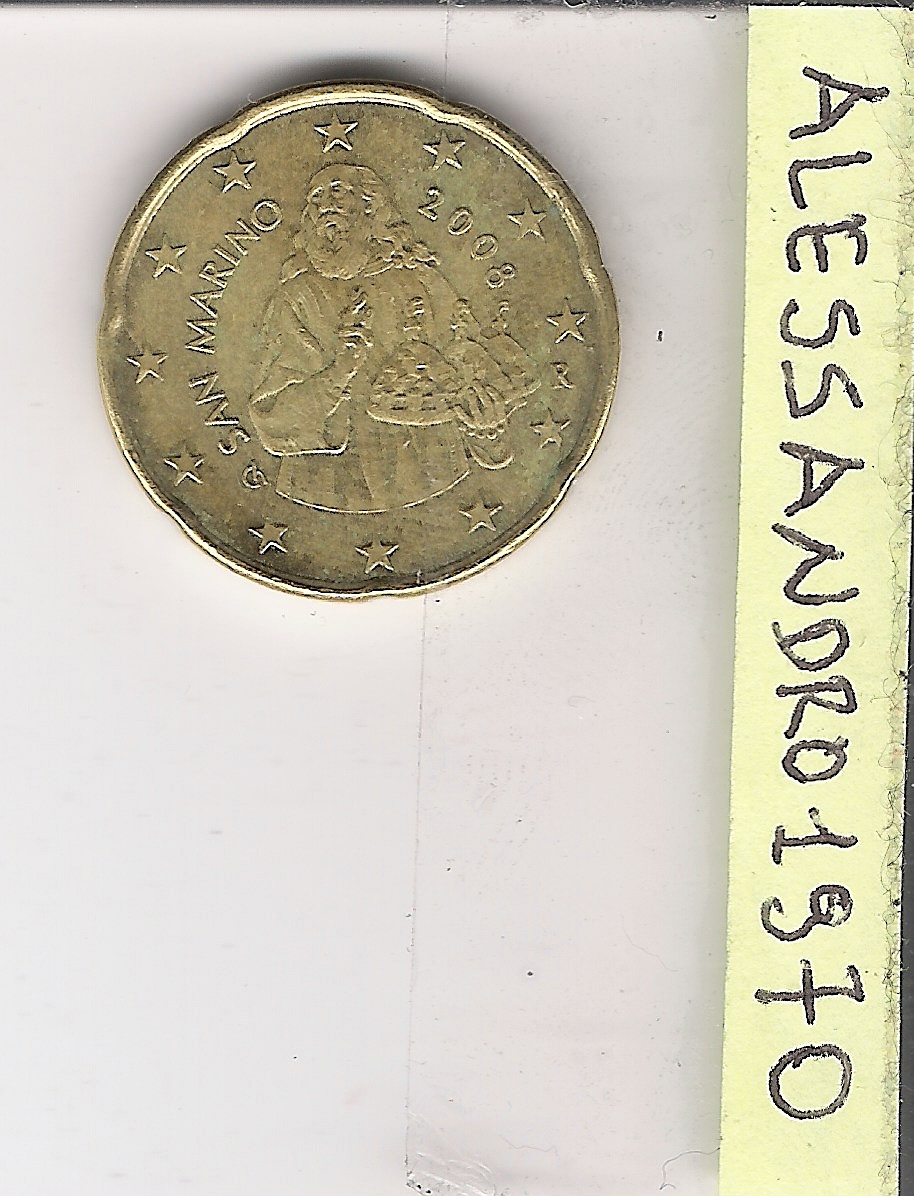 SAN MARINO
2008
R
ALESSANDRO1970